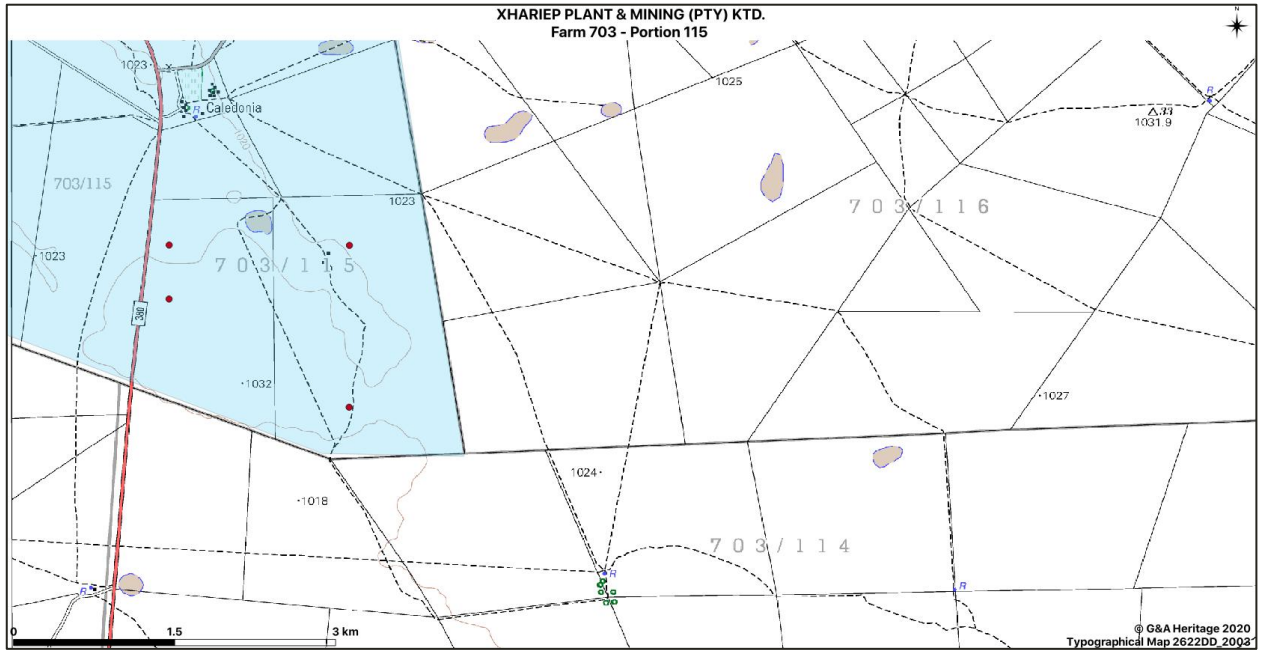 XHARIEP PLANT & MINING (PTY) KTD.
Farm 703 - Portion 115
N
1023
1025
Caledonia
R
R
△33
1031.9
1020
703/115
1023
703/116
1023
703/115
380
1032
1027
1024
1018
703/114
R
R
R
0 1.5 3 km
© G&A Heritage 2020
Typographical Map 2622DD_2003